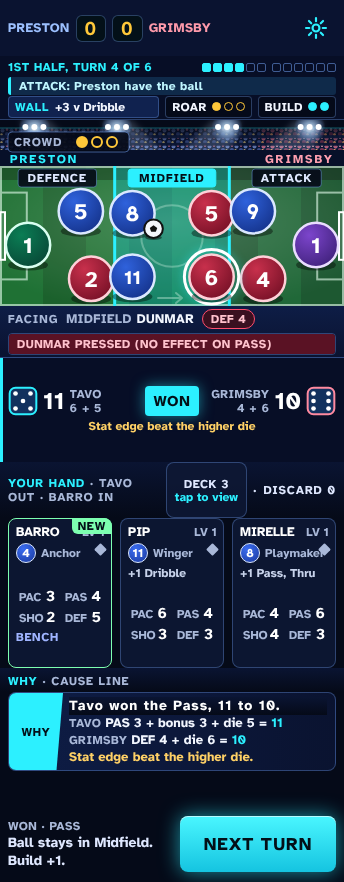 PRESTON 0 0 GRIMSBY
1ST HALF, TURN 4 OF 6
ATTACK: Preston have the ball
WALL +3 v Dribble ROAR BUILD
CROWD
PRESTON GRIMSBY
DEFENCE MIDFIELD ATTACK
5 8 5 9
1 1
2 11 6 4
FACING MIDFIELD DUNMAR DEF 4
DUNMAR PRESSED (NO EFFECT ON PASS)
11 TAVO 6 + 5 WON GRIMSBY 4 + 6 10
Stat edge beat the higher die
YOUR HAND · TAVO OUT · BARRO IN
DECK 3
tap to view
· DISCARD 0
BARRO NEW
4 Anchor
PAC 3 PAS 4
SHO 2 DEF 5
BENCH
PIP LV 1
11 Winger
+1 Dribble
PAC 6 PAS 4
SHO 3 DEF 3
MIRELLE LV 1
8 Playmaker
+1 Pass, Thru
PAC 4 PAS 6
SHO 4 DEF 3
WHY · CAUSE LINE
WHY
Tavo won the Pass, 11 to 10.
TAVO PAS 3 + bonus 3 + die 5 = 11
GRIMSBY DEF 4 + die 6 = 10
Stat edge beat the higher die.
WON · PASS
Ball stays in Midfield.
Build +1.
NEXT TURN